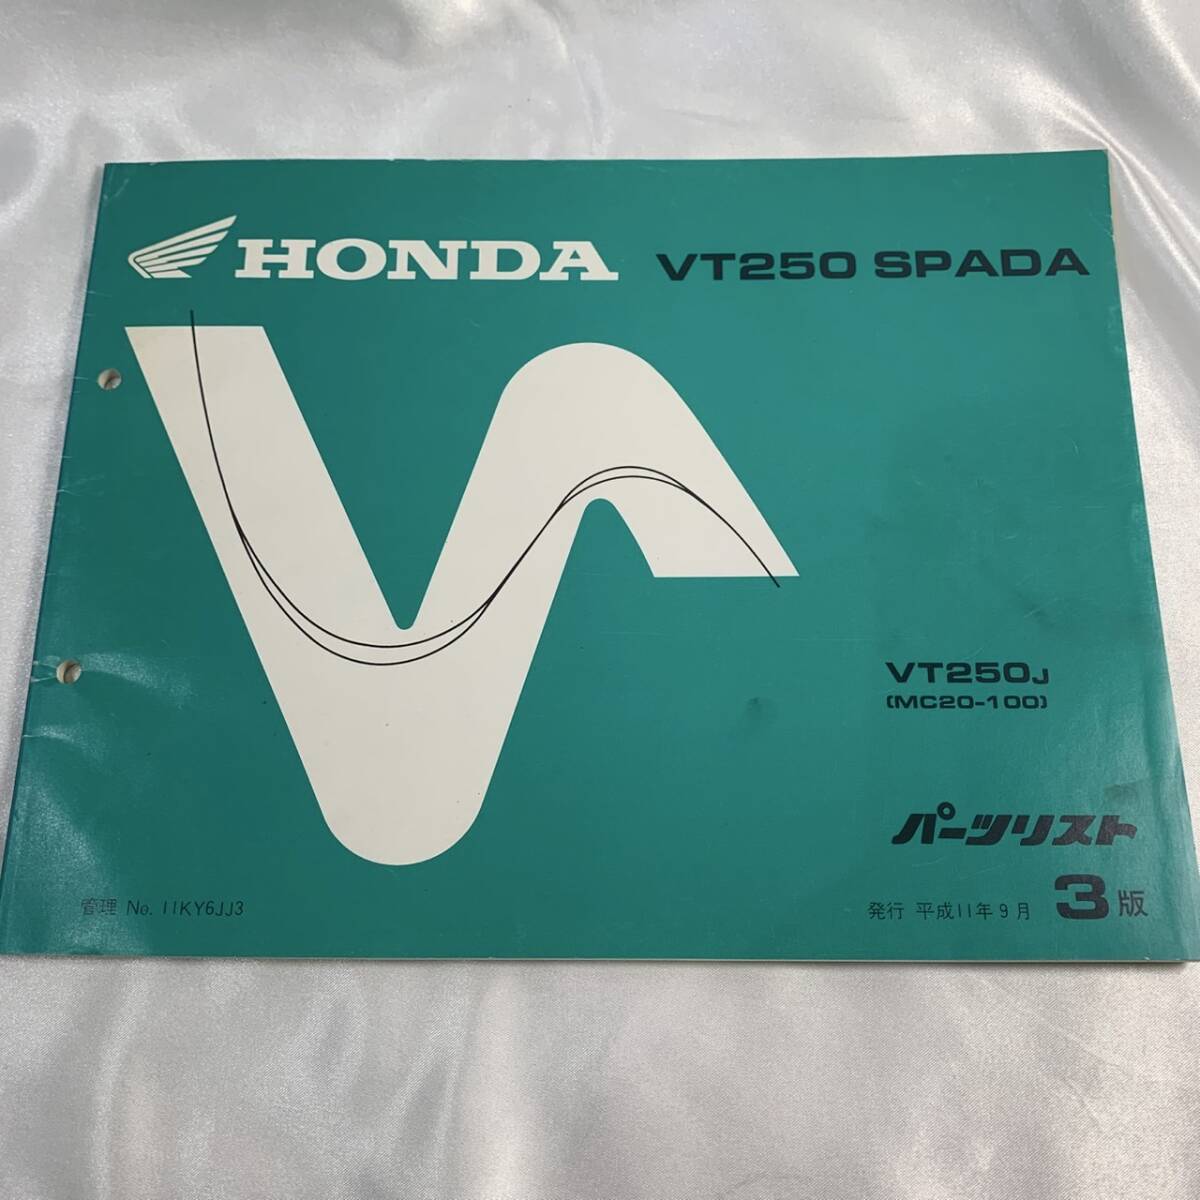 HONDA VT250 SPADA
VT250J
(MC20-100)
パーツリスト
管理 No. 11KY6JJ3
発行 平成11年9月 3版